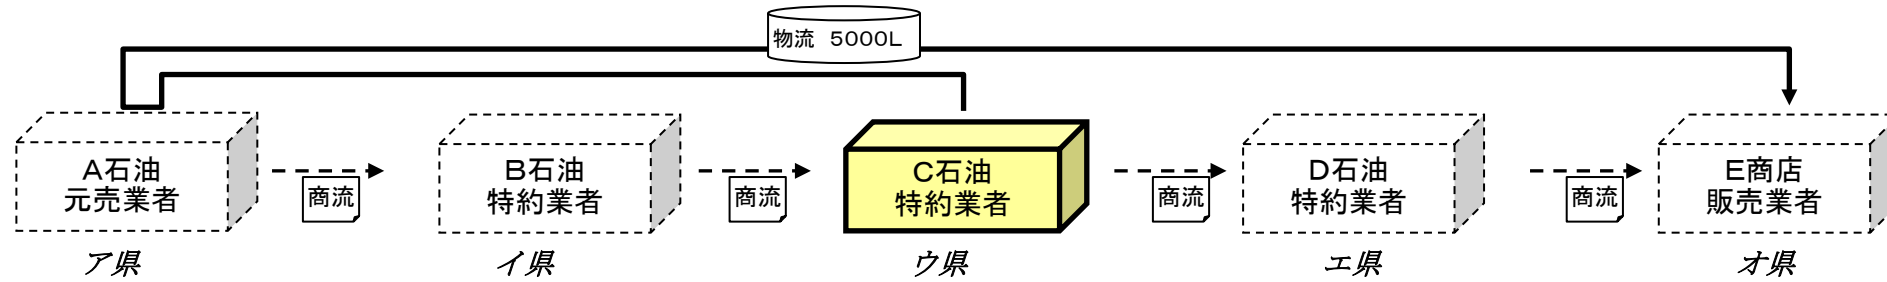 物流　５０００Ｌ
Ａ石油
元売業者
商流
Ｂ石油
特約業者
商流
Ｃ石油
特約業者
商流
Ｄ石油
特約業者
商流
Ｅ商店
販売業者
ア県
イ県
ウ県
エ県
オ県